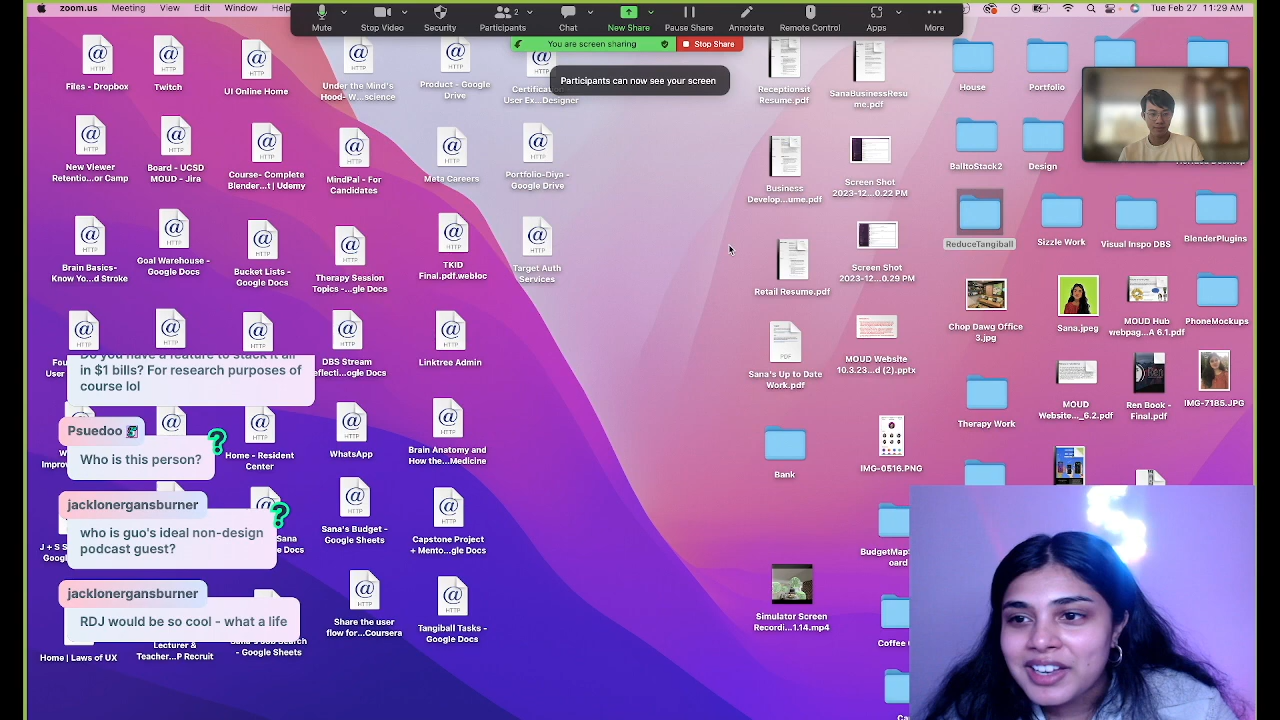 zoom.us Meeting View Edit Window Help
Tue Feb 27 11:29 AM
Mute
Stop Video
Security
Participants
2
Chat
New Share
Pause Share
Annotate
Remote Control
Apps
More
You are screen sharing
Stop Share
Participants can now see your screen
Files - Dropbox
Twitch
UI Online Home
Under the Mind's
Hood- W...science
Product - Google
Drive
User Ex...Designer
Receptionsit
Resume.pdf
SanaBusinessResu
me.pdf
House
Portfolio
New Viewer
Retentio...or Camp
Board - UCSD
MOUD - Jira
Course- Complete
Blender...t | Udemy
MindPal - For
Candidates
Meta Careers
Portfolio-Diya -
Google Drive
Business
Develop...ume.pdf
Screen Shot
2023-12...0.22 PM
BalltoStack2
Design
Brain Basics-
Know Yo...d Stroke
Goal Warehouse -
Google Docs
Bucket Lists -
Google Docs
Therapy Session
Topics -...gle Docs
TKID
Final.pdf.webloc
Target Auth
Services
Retail Resume.pdf
Screen Shot
2023-12...0.29 PM
ReduceTangiball
Sizzle Work
Visual Inspo DBS
BlenderPlugins
DBS Stream
Linktree Admin
Sana's Up to Date
Work.pdf
MOUD Website
10.3.23...d (2).pptx
Chop Dawg Office
3.jpg
Sana.jpeg
MOUD Hub
webpag...A 6.1.pdf
PhoneMockups
in $1 bills? For research purposes of
course lol
Psuedoo
Who is this person?
jacklonergansburner
who is guo's ideal non-design
podcast guest?
jacklonergansburner
RDJ would be so cool - what a life
Home - Resident
Center
WhatsApp
Brain Anatomy and
How the...Medicine
Bank
IMG-0516.PNG
Therapy Work
MOUD
Website..._6.2.pdf
Ren Book -
Final.pdf
IMG-7185.JPG
Sana's Budget -
Google Sheets
Capstone Project
+ Mento...gle Docs
Share the user
flow for...Coursera
Tangiball Tasks -
Google Docs
Simulator Screen
Recordi...1.14.mp4
Home | Laws of UX
Lecturer &
Teacher...P Recruit
- Google Sheets